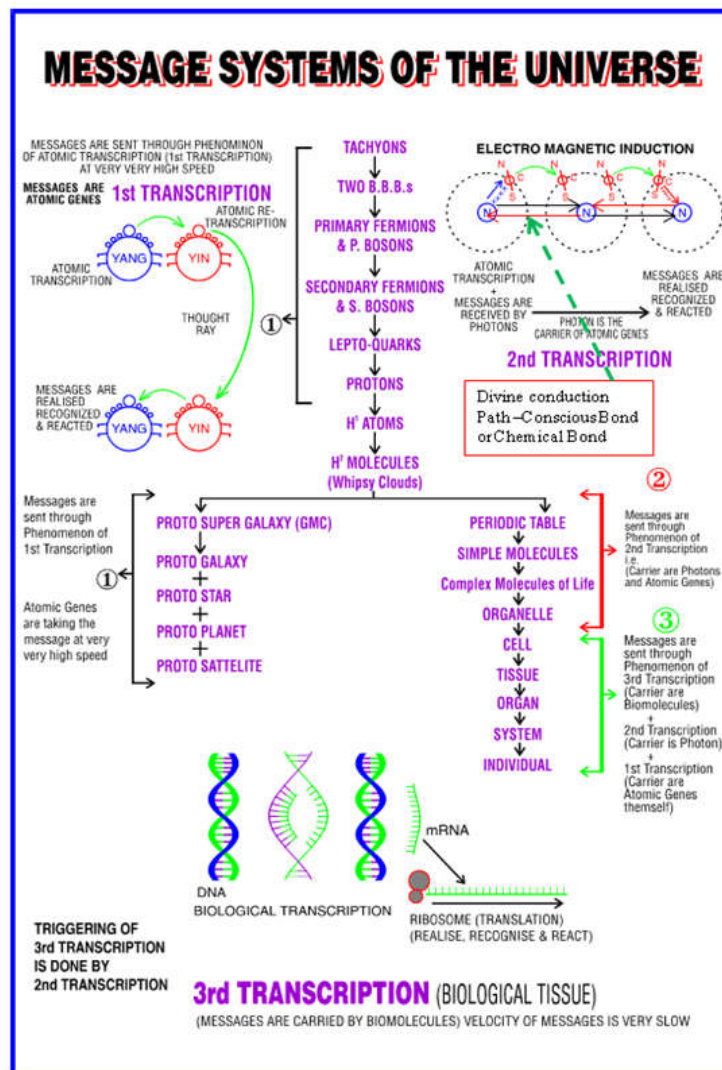 MESSAGE SYSTEMS OF THE UNIVERSE
MESSAGES ARE SENT THROUGH PHENOMINON
OF ATOMIC TRANSCRIPTION (1st TRANSCRIPTION)
AT VERY VERY HIGH SPEED
MESSAGES ARE
ATOMIC GENES
1st TRANSCRIPTION
ATOMIC RE-
TRANSCRIPTION
YANG
YIN
ATOMIC
TRANSCRIPTION
THOUGHT
RAY
MESSAGES ARE
REALISED
RECOGNIZED
& REACTED
YANG
YIN
1
TACHYONS
TWO B.B.B.s
PRIMARY FERMIONS
& P. BOSONS
SECONDARY FERMIONS
& S. BOSONS
LEPTO-QUARKS
PROTONS
H¹ ATOMS
H¹ MOLECULES
(Whipsy Clouds)
ELECTRO MAGNETIC INDUCTION
N
N
N
N
C
C
C
C
S
S
S
S
N
N
N
ATOMIC
TRANSCRIPTION
+
MESSAGES ARE
RECEIVED BY
PHOTONS
PHOTON IS THE
CARRIER OF ATOMIC GENES
MESSAGES ARE
REALISED
RECOGNIZED
& REACTED
2nd TRANSCRIPTION
Divine conduction
Path–Conscious Bond
or Chemical Bond
Messages are
sent through
Phenomenon of
1st Transcription
1
Atomic Genes
are taking the
message at very
very high speed
PROTO SUPER GALAXY (GMC)
PROTO GALAXY
+
PROTO STAR
+
PROTO PLANET
+
PROTO SATTELITE
PERIODIC TABLE
SIMPLE MOLECULES
Complex Molecules of Life
ORGANELLE
CELL
TISSUE
ORGAN
SYSTEM
INDIVIDUAL
2
Messages are
sent through
Phenomenon of
2nd Transcription
i.e.
(Carrier are Photons
and Atomic Genes)
3
Messages are
sent through
Phenomenon of
3rd Transcription
(Carrier are
Biomolecules)
+
2nd Transcription
(Carrier is Photon)
+
1st Transcription
(Carrier are
Atomic Genes
themself)
DNA
BIOLOGICAL TRANSCRIPTION
mRNA
RIBOSOME (TRANSLATION)
(REALISE, RECOGNISE & REACT)
TRIGGERING OF
3rd TRANSCRIPTION
IS DONE BY
2nd TRANSCRIPTION
3rd TRANSCRIPTION (BIOLOGICAL TISSUE)
(MESSAGES ARE CARRIED BY BIOMOLECULES) VELOCITY OF MESSAGES IS VERY SLOW